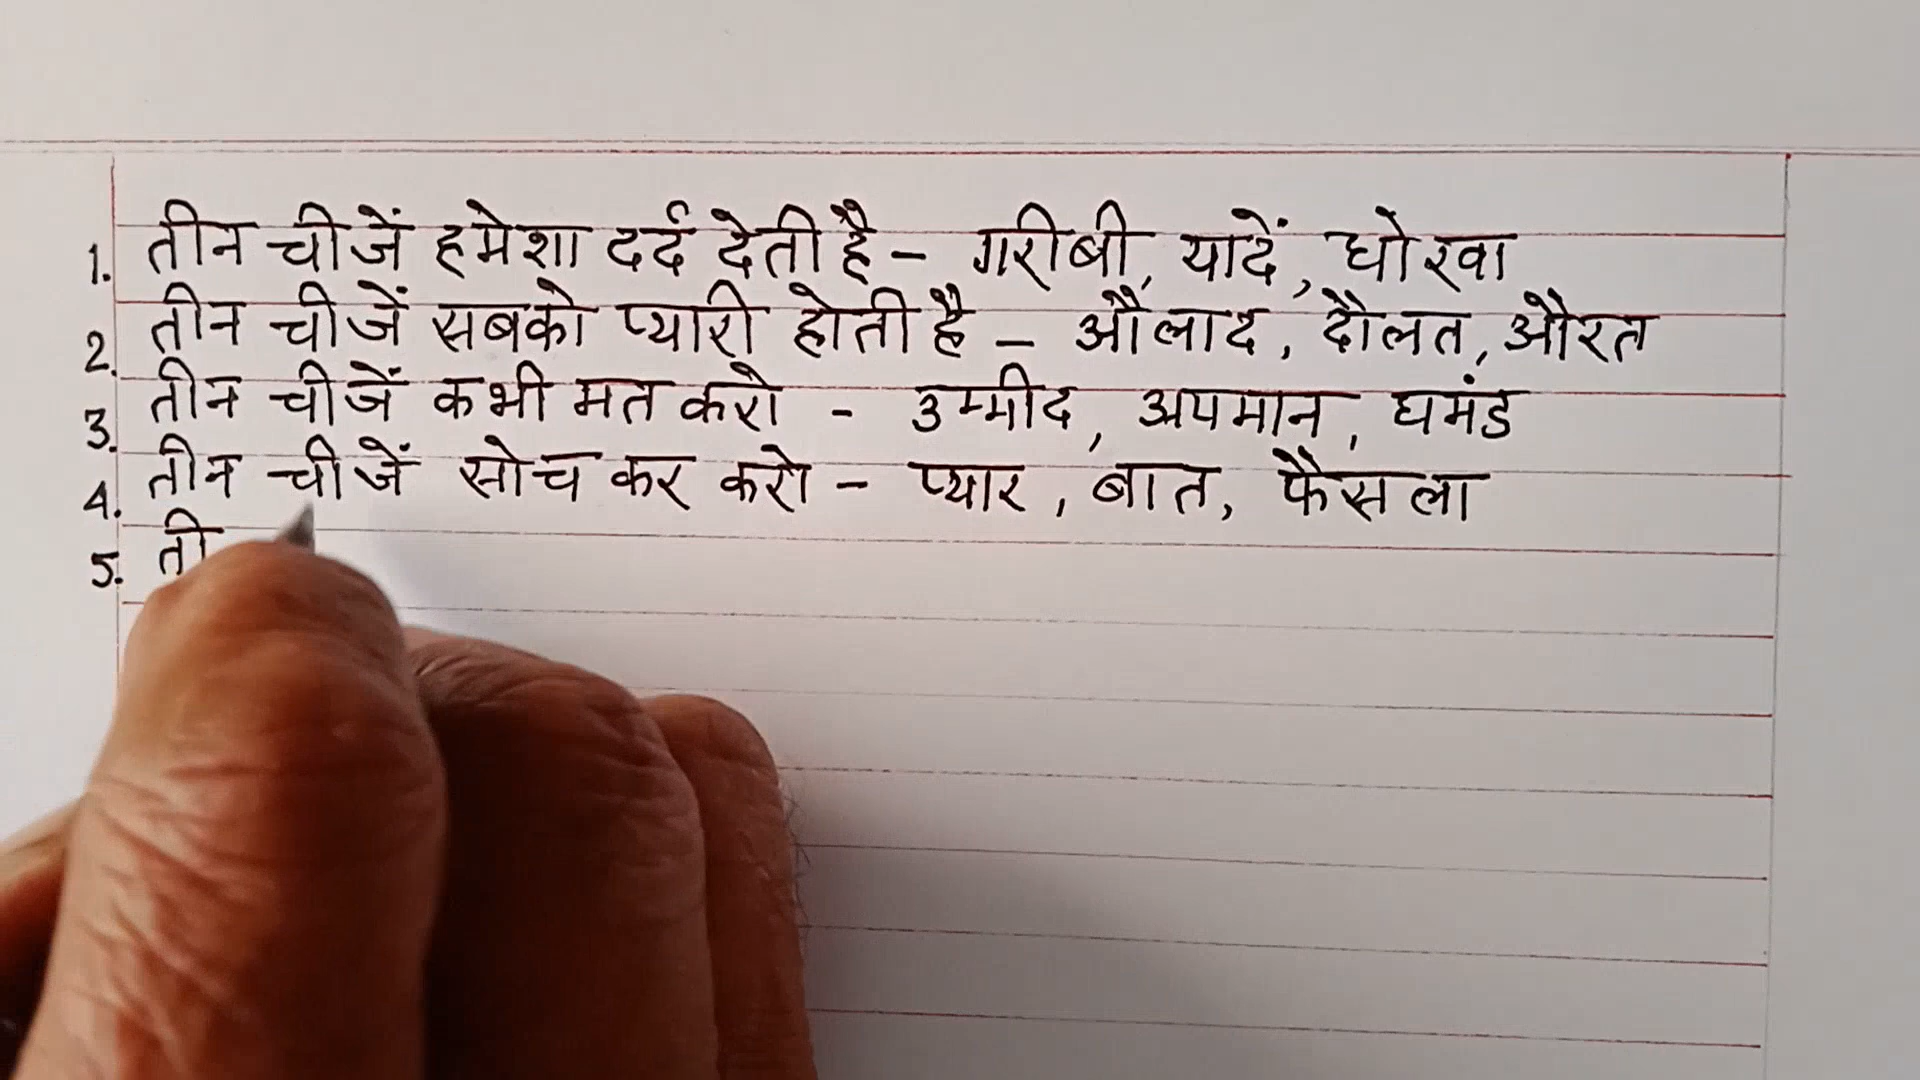 1. तीन चीजें हमेशा दर्द देती है - गरीबी, यादें, धोखा
2. तीन चीजें सबको प्यारी होती है - औलाद, दौलत, औरत
3. तीन चीजें कभी मत करो - उम्मीद, अपमान, घमंड
4. तीन चीजें सोच कर करो - प्यार, बात, फैसला
5. ती